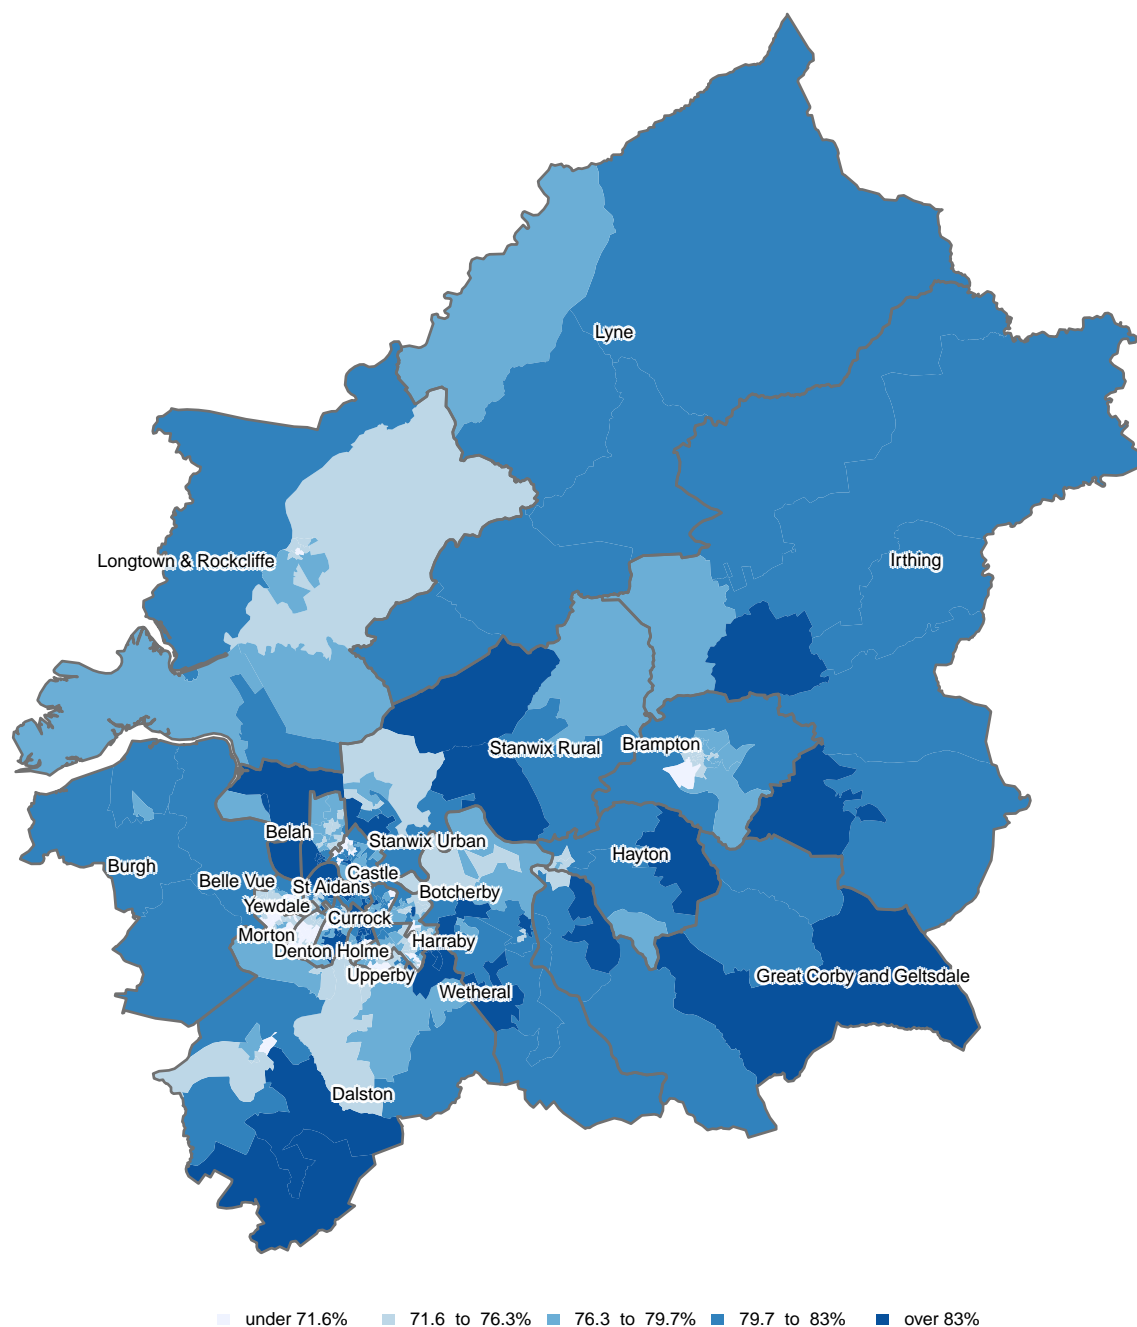 Lyne
Longtown & Rockcliffe
Irthing
Stanwix Rural
Brampton
Belah
Stanwix Urban
Hayton
Burgh
Castle
Belle Vue
St Aidans
Botcherby
Yewdale
Currock
Morton
Harraby
Denton Holme
Upperby
Great Corby and Geltsdale
Wetheral
Dalston
under 71.6%
71.6 to 76.3%
76.3 to 79.7%
79.7 to 83%
over 83%